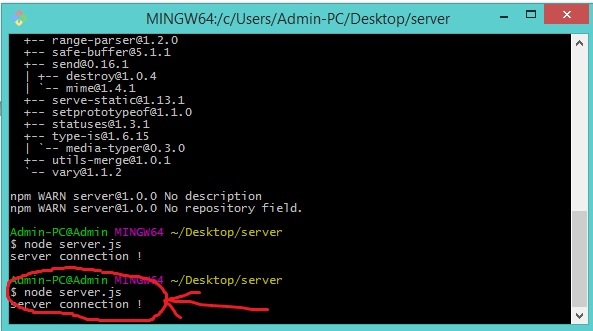 MINGW64:/c/Users/Admin-PC/Desktop/server
+-- range-parser@1.2.0
+-- safe-buffer@5.1.1
+-- send@0.16.1
| +-- destroy@1.0.4
| `-- mime@1.4.1
+-- serve-static@1.13.1
+-- setprototypeof@1.1.0
+-- statuses@1.3.1
+-- type-is@1.6.15
| `-- media-typer@0.3.0
+-- utils-merge@1.0.1
`-- vary@1.1.2
npm WARN server@1.0.0 No description
npm WARN server@1.0.0 No repository field.
Admin-PC@Admin MINGW64 ~/Desktop/server
$ node server.js
server connection !
Admin-PC@Admin MINGW64 ~/Desktop/server
$ node server.js
server connection !